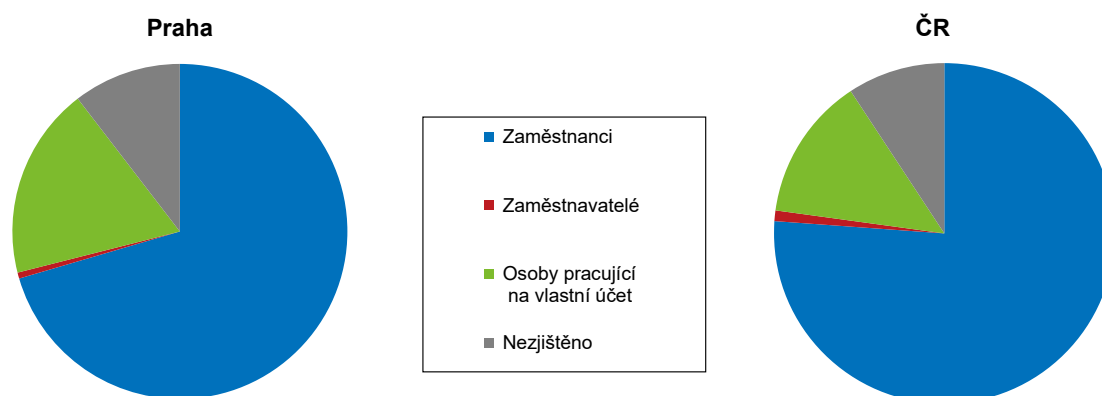 Praha
ČR
Zaměstnanci
Zaměstnavatelé
Osoby pracující
na vlastní účet
Nezjištěno